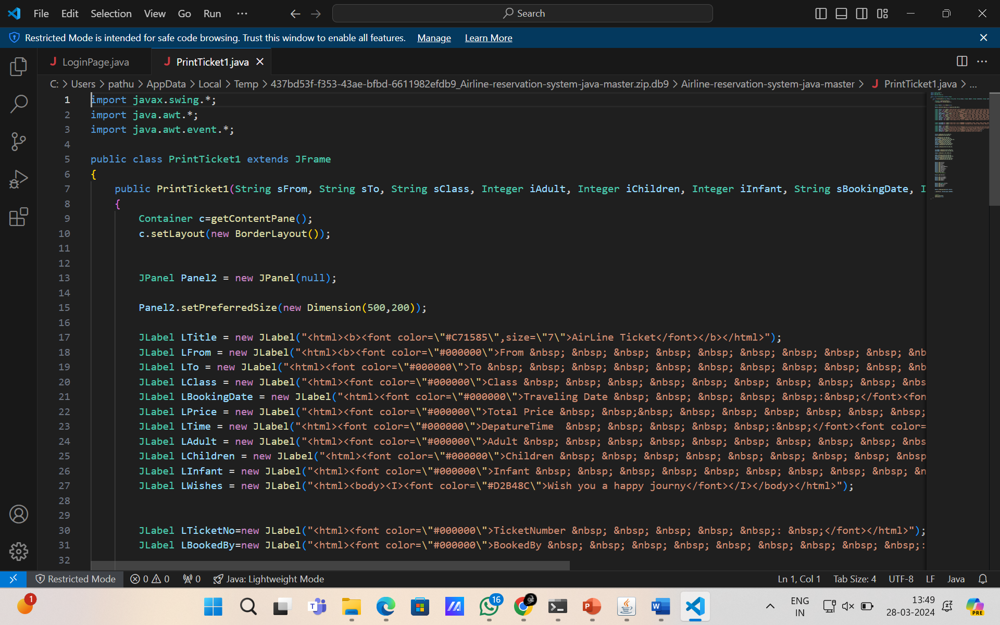 File Edit Selection View Go Run ··· Search
Restricted Mode is intended for safe code browsing. Trust this window to enable all features. Manage Learn More
LoginPage.java PrintTicket1.java
C: > Users > pathu > AppData > Local > Temp > 437bd53f-f353-43ae-bfbd-6611982efdb9_Airline-reservation-system-java-master.zip.db9 > Airline-reservation-system-java-master > PrintTicket1.java > ...
1 import javax.swing.*;
2 import java.awt.*;
3 import java.awt.event.*;
4
5 public class PrintTicket1 extends JFrame
6 {
7 public PrintTicket1(String sFrom, String sTo, String sClass, Integer iAdult, Integer iChildren, Integer iInfant, String sBookingDate, I
8 {
9 Container c=getContentPane();
10 c.setLayout(new BorderLayout());
11
12
13 JPanel Panel2 = new JPanel(null);
14
15 Panel2.setPreferredSize(new Dimension(500,200));
16
17 JLabel LTitle = new JLabel("<html><b><font color=\"#C71585\",size=\"7\">AirLine Ticket</font></b></html>");
18 JLabel LFrom = new JLabel("<html><b><font color=\"#000000\">From &nbsp; &nbsp; &nbsp; &nbsp; &nbsp; &nbsp; &nbsp; &nbsp; &nbsp; &nb
19 JLabel LTo = new JLabel("<html><font color=\"#000000\">To &nbsp; &nbsp; &nbsp; &nbsp; &nbsp; &nbsp; &nbsp; &nbsp; &nbsp; &nbsp; &nb
20 JLabel LClass = new JLabel("<html><font color=\"#000000\">Class &nbsp; &nbsp; &nbsp; &nbsp; &nbsp; &nbsp; &nbsp; &nbsp; &nbsp; &nbs
21 JLabel LBookingDate = new JLabel("<html><font color=\"#000000\">Traveling Date &nbsp; &nbsp; &nbsp; &nbsp; &nbsp;:&nbsp;</font><fon
22 JLabel LPrice = new JLabel("<html><font color=\"#000000\">Total Price &nbsp; &nbsp;&nbsp; &nbsp; &nbsp; &nbsp; &nbsp; &nbsp; &nbsp;
23 JLabel LTime = new JLabel("<html><font color=\"#000000\">DepatureTime  &nbsp; &nbsp; &nbsp; &nbsp; &nbsp;:&nbsp;</font><font color=
24 JLabel LAdult = new JLabel("<html><font color=\"#000000\">Adult &nbsp; &nbsp; &nbsp; &nbsp; &nbsp; &nbsp; &nbsp; &nbsp; &nbsp; &nbs
25 JLabel LChildren = new JLabel("<html><font color=\"#000000\">Children &nbsp; &nbsp; &nbsp; &nbsp; &nbsp; &nbsp; &nbsp; &nbsp; &nbsp
26 JLabel LInfant = new JLabel("<html><font color=\"#000000\">Infant &nbsp; &nbsp; &nbsp; &nbsp; &nbsp; &nbsp; &nbsp; &nbsp; &nbsp; &n
27 JLabel LWishes = new JLabel("<html><body><I><font color=\"#D2B48C\">Wish you a happy journy</font></I></body></html>");
28
29
30 JLabel LTicketNo=new JLabel("<html><font color=\"#000000\">TicketNumber &nbsp; &nbsp; &nbsp; &nbsp; &nbsp;: &nbsp;</font></html>");
31 JLabel LBookedBy=new JLabel("<html><font color=\"#000000\">BookedBy &nbsp; &nbsp; &nbsp; &nbsp; &nbsp; &nbsp; &nbsp; &nbsp; &nbsp;:
32
Restricted Mode 0 0 0 Java: Lightweight Mode Ln 1, Col 1 Tab Size: 4 UTF-8 LF Java
1 16 ENG 13:49
IN 28-03-2024 PRE